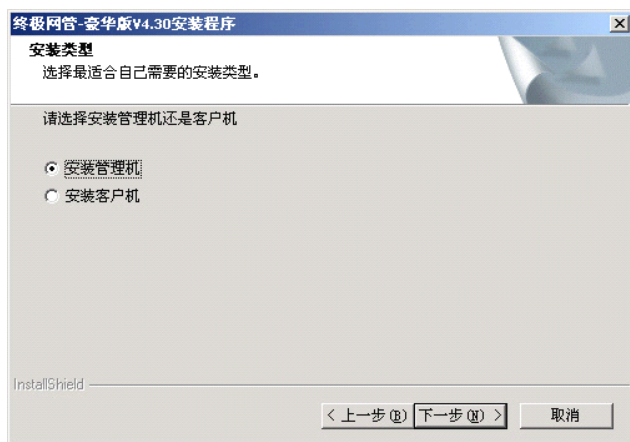 终极网管-豪华版V4.30安装程序
安装类型
选择最适合自己需要的安装类型。
请选择安装管理机还是客户机
安装管理机
安装客户机
InstallShield
< 上一步(B) 下一步(N) > 取消